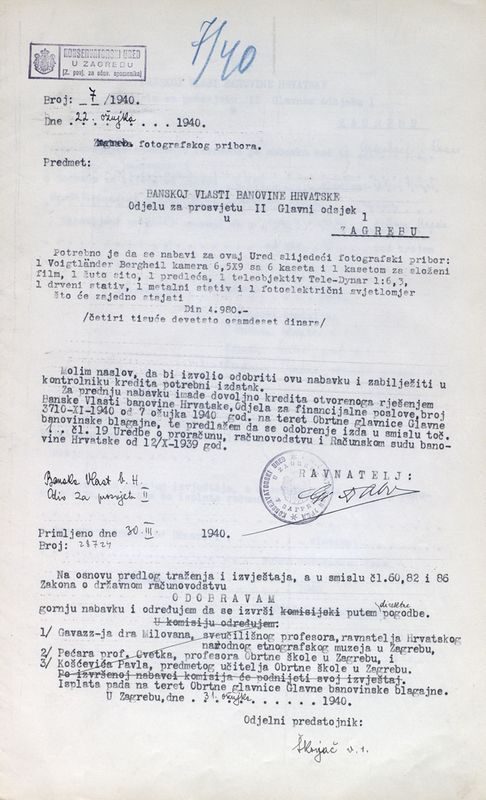 7/40
KONSERVATORSKI URED
U ZAGREBU
(Z. povj. za odos. spomenika)
Broj: 7 /1940.
Dne 22. ožujka . . . . . . 1940.
fotografskog pribora.
Predmet:
BANSKOJ VLASTI BANOVINE HRVATSKE
Odjelu za prosvjetu II Glavni odsjek 1
u
ZAGREBU
Potrebno je da se nabavi za ovaj Ured slijedeći fotografski pribor:
1 Voigtländer Bergheil kamera 6,5X9 sa 6 kaseta i 1 kasetom za složeni
film, 1 žuto sito, 1 predleća, 1 teleobjektiv Tele-Dynar 1:6,3,
1 drveni stativ, 1 metalni stativ i 1 fotoelektrični svjetlomjer
što će zajedno stajati
Din 4.980.-
/četiri tisuće devetsto osamdeset dinara/
Molim naslov, da bi izvolio odobriti ovu nabavku i zabilježiti u
kontrolniku kredita potrebni izdatak.
Za prednju nabavku imade dovoljno kredita otvorenoga rješenjem
Banske Vlasti banovine Hrvatske, Odjela za financijalne poslove, broj
3710-XI-1940 od 7 ožujka 1940 god. na teret Obrtne glavnice Glavne
banovinske blagajne, te predlažem da se odobrenje izda u smislu toč.
čl. 19 Uredbe o proračunu, računovodstvu i Računskom sudu bano-
vine Hrvatske od 12/X-1939 god.
Banska Vlast b. H.
Odio za prosvjetu II
RAVNATELJ:
Primljeno dne 30. III. 1940.
Broj: 28724
Na osnovu predlog traženja i izvještaja, a u smislu čl.60,82 i 86
Zakona o državnom računovodstvu
ODOBRAVAM
gornju nabavku i određujem da se izvrši komisijski putem direktne pogodbe.
U komisiju određujem:
1/ Gavazz-ja dra Milovana, sveučilišnog profesora, ravnatelja Hrvatskog
narodnog etnografskog muzeja u Zagrebu,
2/ Pećara prof. Cvetka, profesora Obrtne škole u Zagrebu, i
3/ Košćevića Pavla, predmetog učitelja Obrtne škole u Zagrebu.
Po izvršenoj nabavci komisija će podnijeti svoj izvještaj.
Isplata pada na teret Obrtne glavnice Glavne banovinske blagajne.
U Zagrebu, dne . 31. ožujka . . . . . . 1940.
Odjelni predstojnik:
Škrjač v. r.